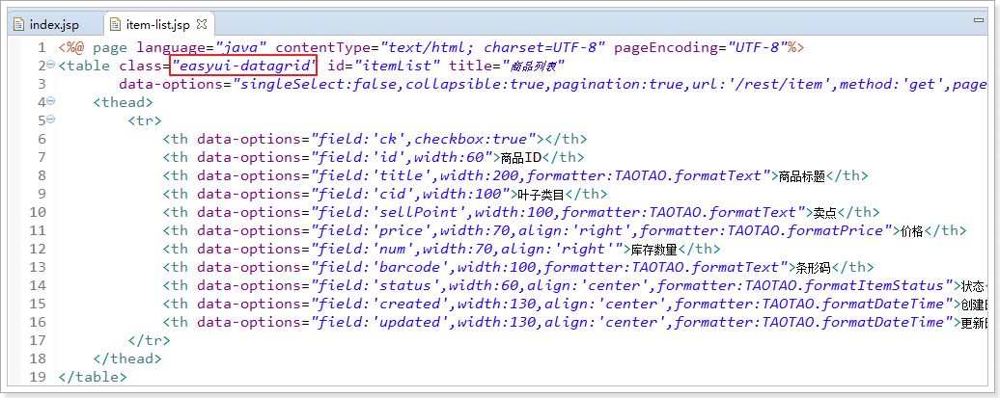 index.jsp item-list.jsp
1 <%@ page language="java" contentType="text/html; charset=UTF-8" pageEncoding="UTF-8"%>
2 <table class="easyui-datagrid" id="itemList" title="商品列表"
3 data-options="singleSelect:false,collapsible:true,pagination:true,url:'/rest/item',method:'get',page
4 <thead>
5 <tr>
6 <th data-options="field:'ck',checkbox:true"></th>
7 <th data-options="field:'id',width:60">商品ID</th>
8 <th data-options="field:'title',width:200,formatter:TAOTAO.formatText">商品标题</th>
9 <th data-options="field:'cid',width:100">叶子类目</th>
10 <th data-options="field:'sellPoint',width:100,formatter:TAOTAO.formatText">卖点</th>
11 <th data-options="field:'price',width:70,align:'right',formatter:TAOTAO.formatPrice">价格</th>
12 <th data-options="field:'num',width:70,align:'right'">库存数量</th>
13 <th data-options="field:'barcode',width:100,formatter:TAOTAO.formatText">条形码</th>
14 <th data-options="field:'status',width:60,align:'center',formatter:TAOTAO.formatItemStatus">状态
15 <th data-options="field:'created',width:130,align:'center',formatter:TAOTAO.formatDateTime">创建
16 <th data-options="field:'updated',width:130,align:'center',formatter:TAOTAO.formatDateTime">更新
17 </tr>
18 </thead>
19 </table>